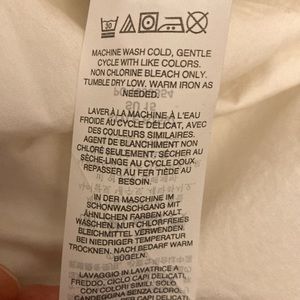 30
MACHINE WASH COLD, GENTLE
CYCLE WITH LIKE COLORS.
NON CHLORINE BLEACH ONLY.
TUMBLE DRY LOW. WARM IRON AS
NEEDED.
LAVER À LA MACHINE À L'EAU
FROIDE AU CYCLE DÉLICAT, AVEC
DES COULEURS SIMILAIRES.
AGENT DE BLANCHIMENT NON
CHLORÉ SEULEMENT. SÉCHER AU
SÈCHE-LINGE AU CYCLE DOUX.
REPASSER AU FER TIÈDE AU
BESOIN.
IN DER MASCHINE IM
SCHONWASCHGANG MIT
ÄHNLICHEN FARBEN KALT
WASCHEN. NUR CHLORFREIES
BLEICHMITTEL VERWENDEN.
BEI NIEDRIGER TEMPERATUR
TROCKNEN. NACH BEDARF WARM
BÜGELN.
LAVAGGIO IN LAVATRICE A
FREDDO, CICLO CAPI DELICATI,
CON COLORI SIMILI. SOLO
CANDEGGINA SENZA CLORO.